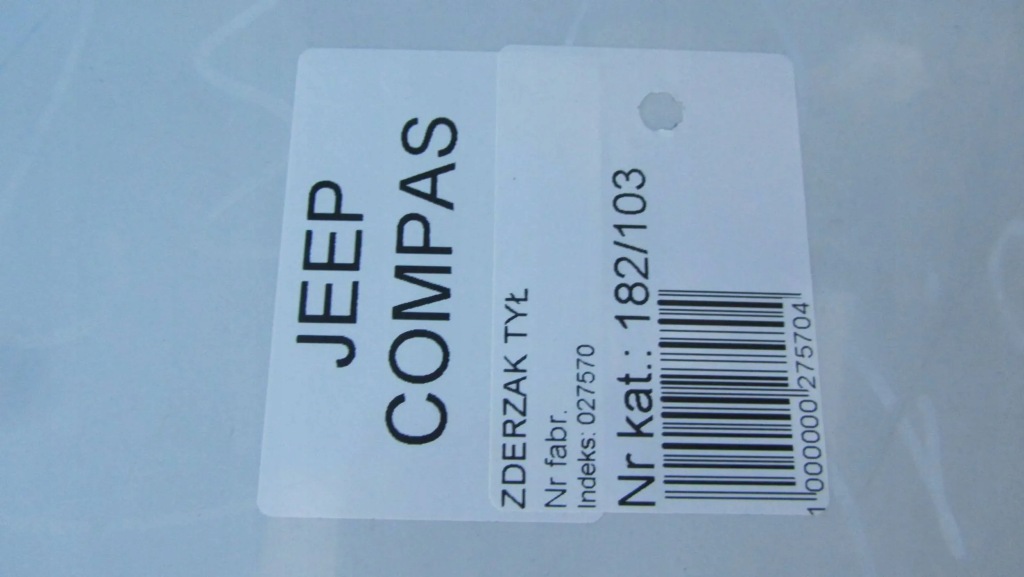 JEEP
COMPAS
ZDERZAK TYŁ
Nr fabr.
Indeks: 027570
Nr kat.: 182/103
1000000275704